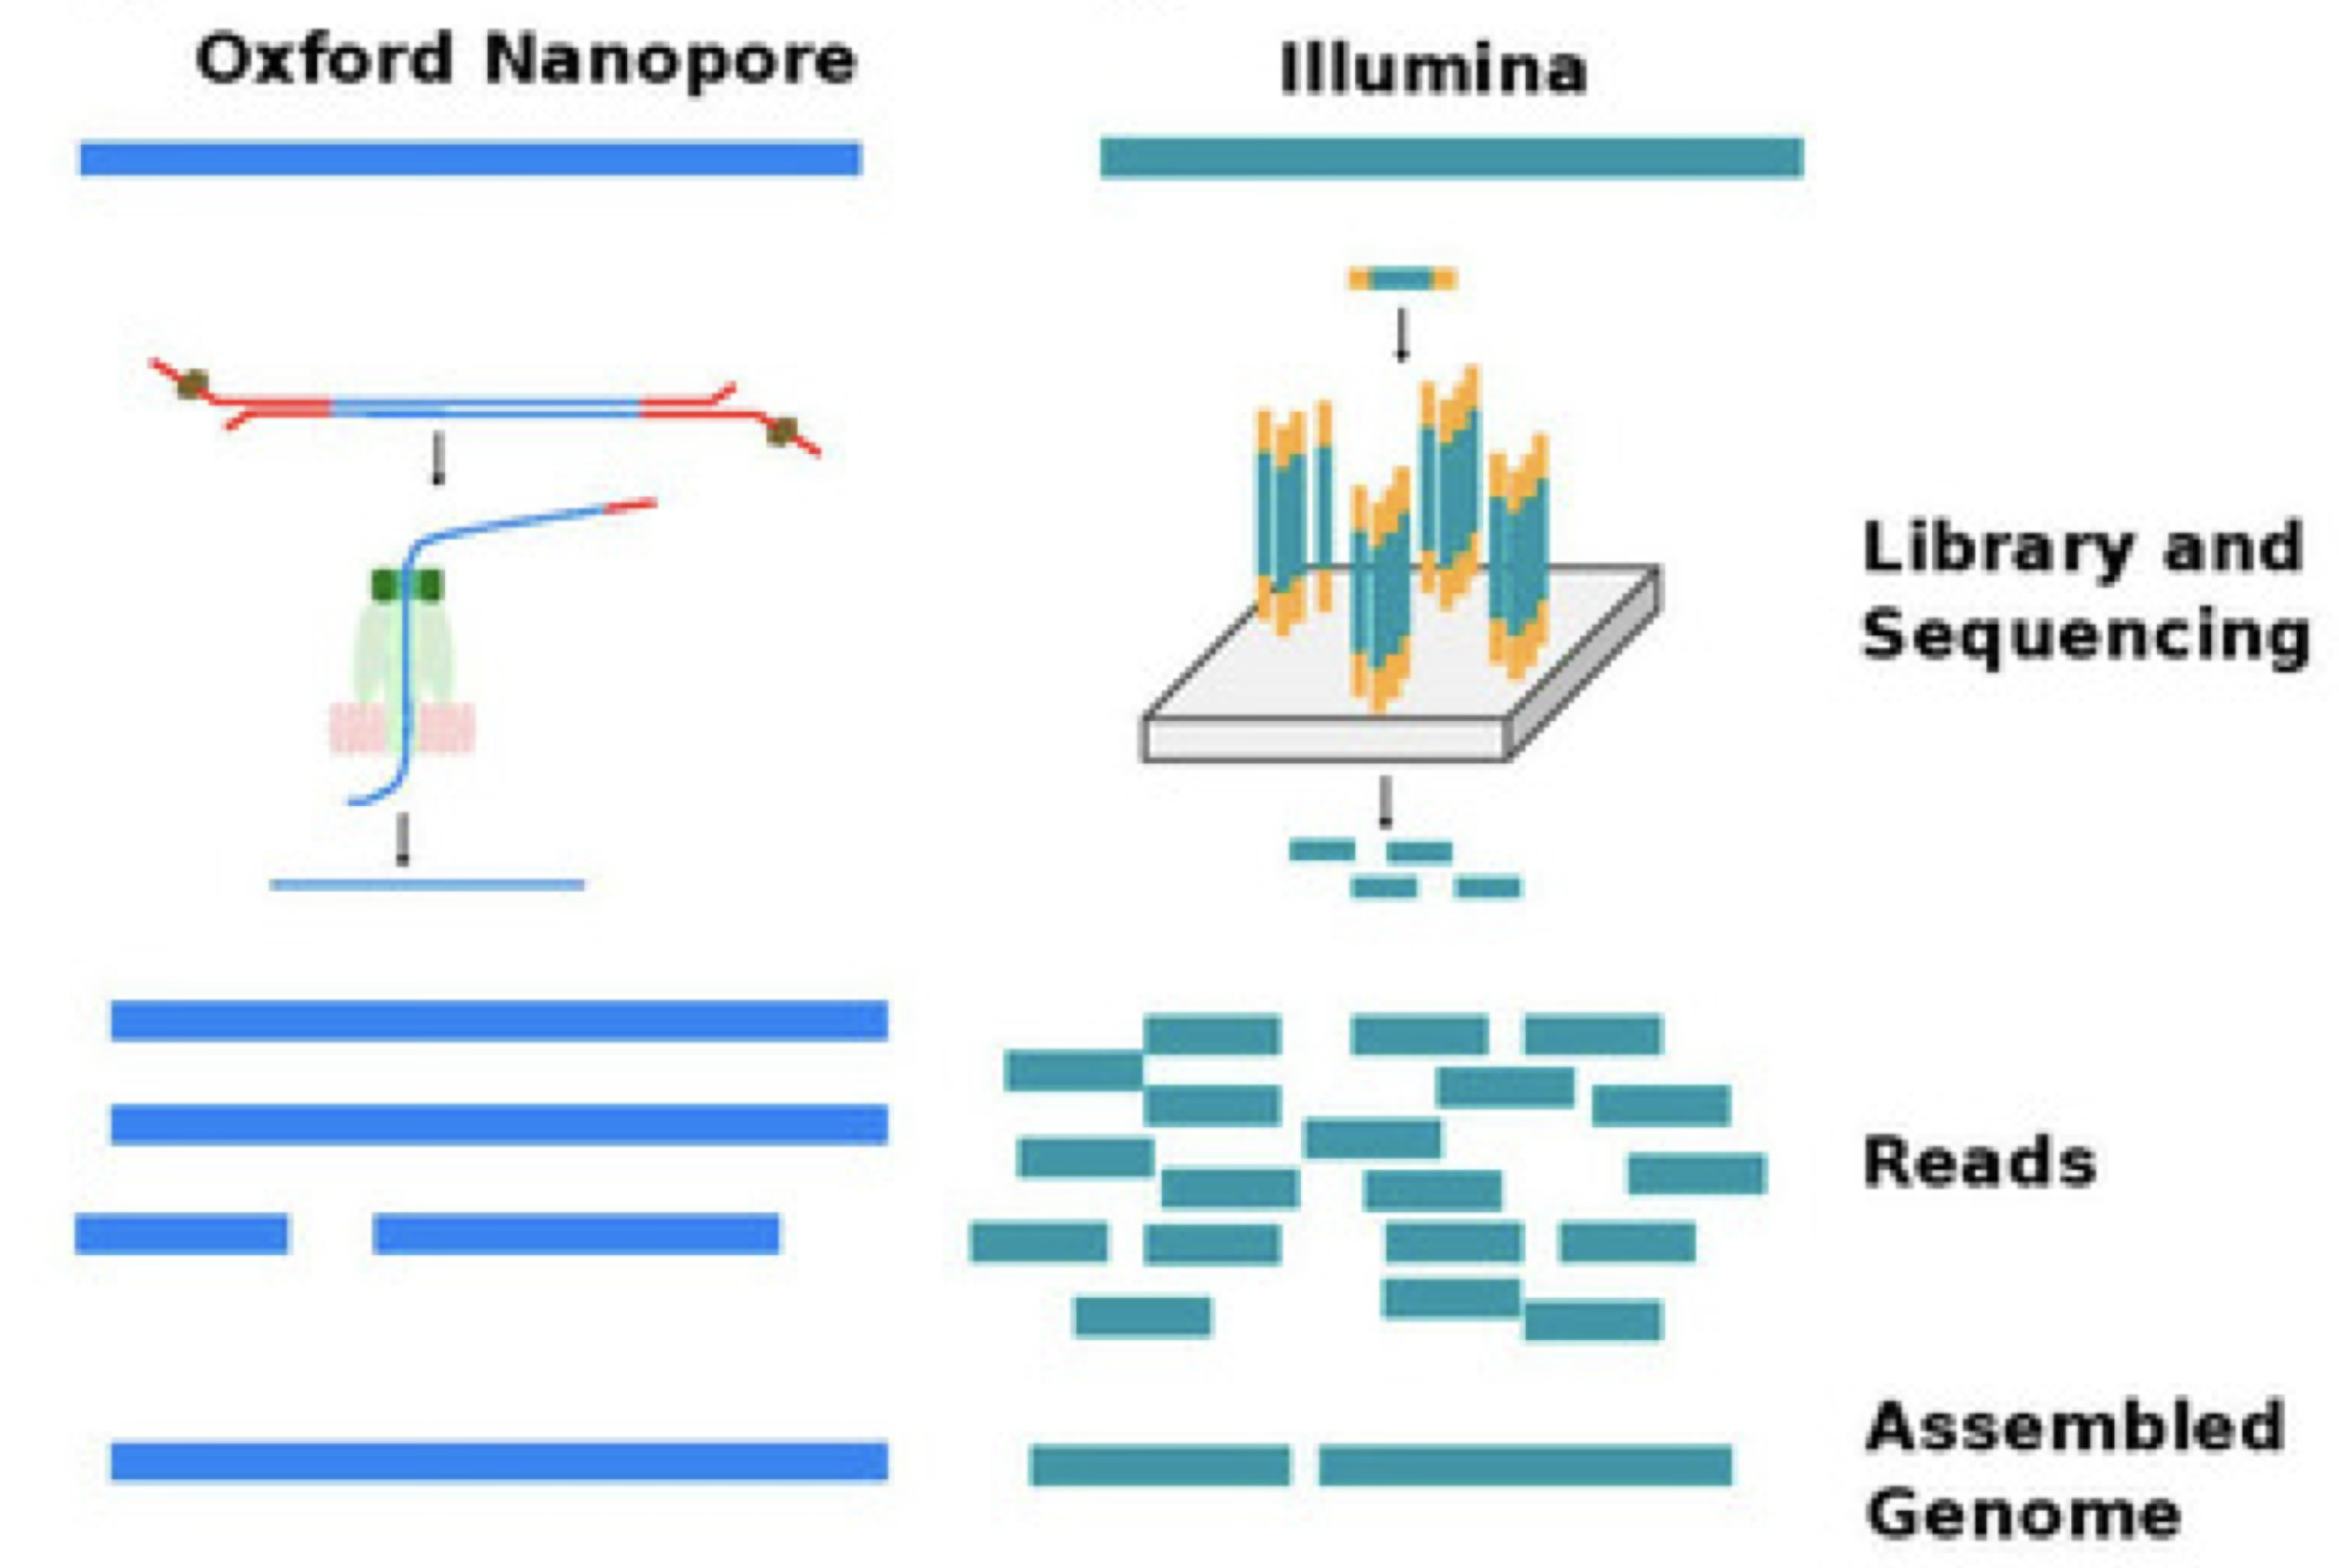 Oxford Nanopore
Illumina
Library and
Sequencing
Reads
Assembled
Genome